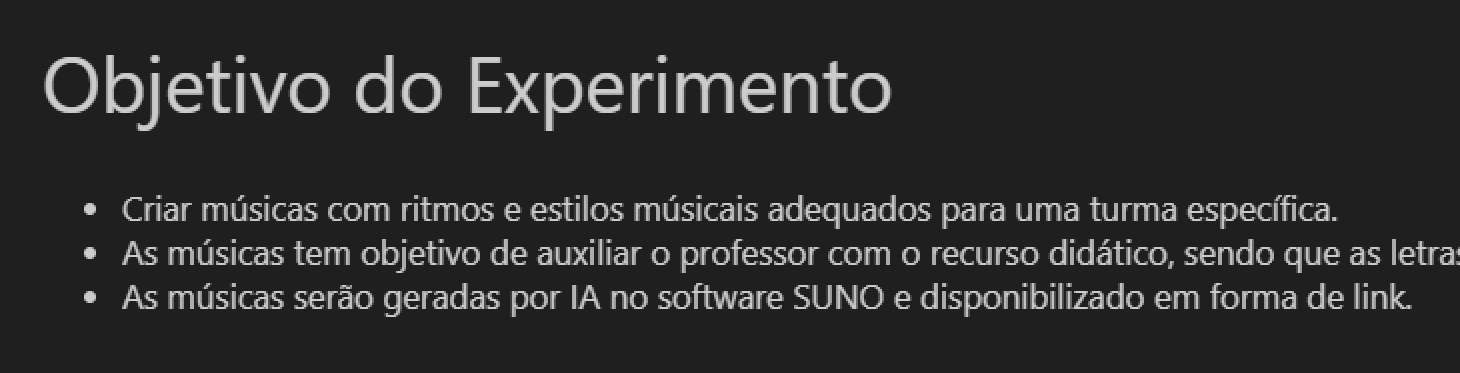 Objetivo do Experimento
• Criar músicas com ritmos e estilos músicais adequados para uma turma específica.
• As músicas tem objetivo de auxiliar o professor com o recurso didático, sendo que as letras
• As músicas serão geradas por IA no software SUNO e disponibilizado em forma de link.